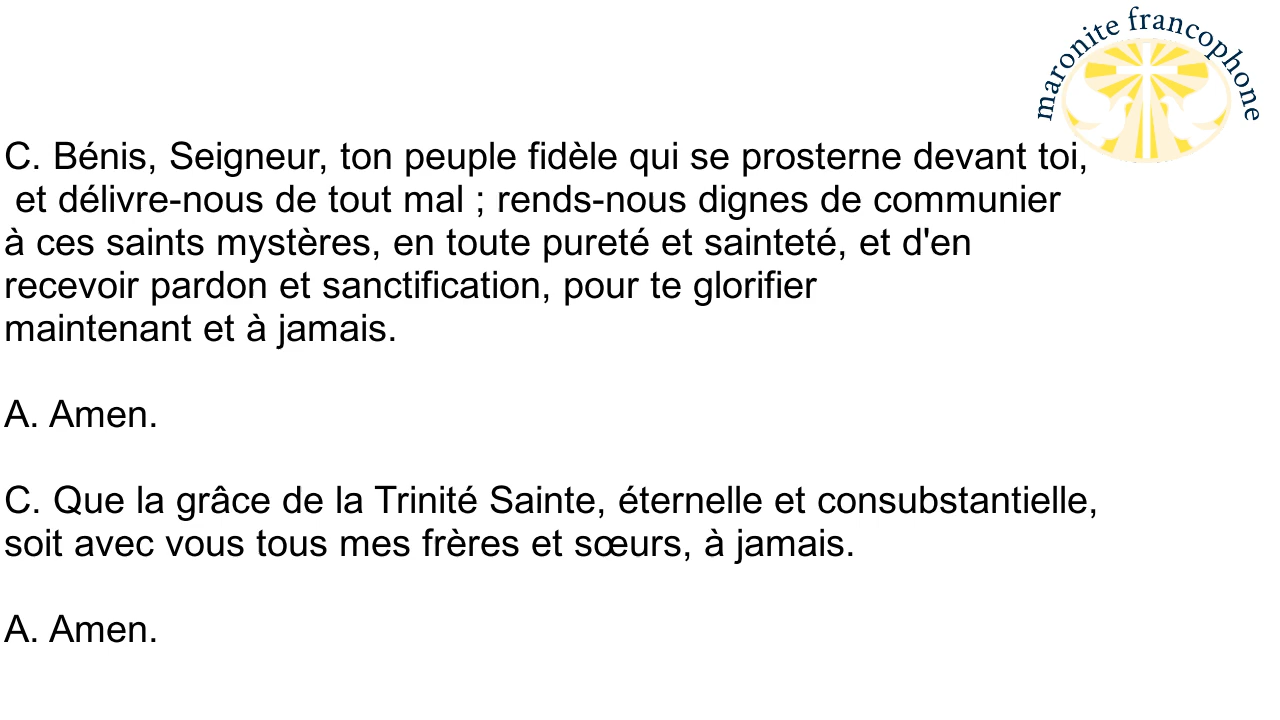 maronite francophone
C. Bénis, Seigneur, ton peuple fidèle qui se prosterne devant toi,
et délivre-nous de tout mal ; rends-nous dignes de communier
à ces saints mystères, en toute pureté et sainteté, et d'en
recevoir pardon et sanctification, pour te glorifier
maintenant et à jamais.
A. Amen.
C. Que la grâce de la Trinité Sainte, éternelle et consubstantielle,
soit avec vous tous mes frères et sœurs, à jamais.
A. Amen.